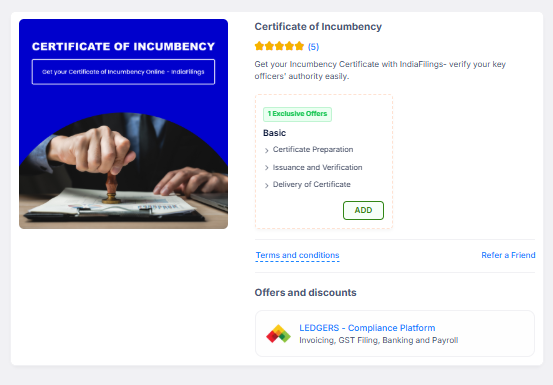 CERTIFICATE OF INCUMBENCY
Get your Certificate of Incumbency Online - IndiaFilings
Certificate of Incumbency
(5)
Get your Incumbency Certificate with IndiaFilings- verify your key
officers' authority easily.
1 Exclusive Offers
Basic
Certificate Preparation
Issuance and Verification
Delivery of Certificate
ADD
Terms and conditions
Refer a Friend
Offers and discounts
LEDGERS - Compliance Platform
Invoicing, GST Filing, Banking and Payroll